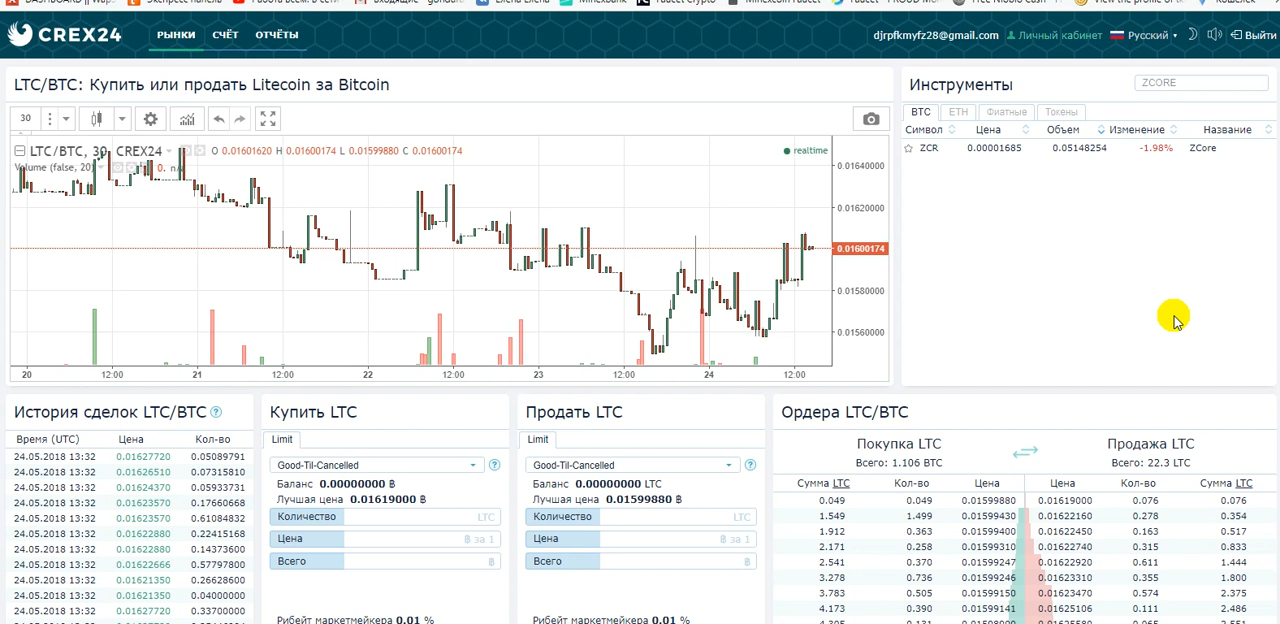 CREX24 РЫНКИ СЧЁТ ОТЧЁТЫ djrpfkmyfz28@gmail.com Личный кабинет Русский Выйти
LTC/BTC: Купить или продать Litecoin за Bitcoin
30
LTC/BTC, 30, CREX24 O 0.01601620 H 0.01600174 L 0.01599880 C 0.01600174
realtime
Volume (false, 20)
0.01640000
0.01620000
0.01600174
0.01580000
0.01560000
20 12:00 21 12:00 22 12:00 23 12:00 24 12:00
Инструменты ZCORE
BTC ETH Фиатные Токены
Символ Цена Объем Изменение Название
ZCR 0.00001685 0.05148254 -1.98% ZCore
История сделок LTC/BTC
Время (UTC) Цена Кол-во
24.05.2018 13:32 0.01627720 0.05089791
24.05.2018 13:32 0.01626510 0.07315810
24.05.2018 13:32 0.01624370 0.05933731
24.05.2018 13:32 0.01623570 0.17660668
24.05.2018 13:32 0.01623570 0.61084832
24.05.2018 13:32 0.01622880 0.22415168
24.05.2018 13:32 0.01622880 0.14373600
24.05.2018 13:32 0.01622666 0.57797800
24.05.2018 13:32 0.01621350 0.26628600
24.05.2018 13:32 0.01621350 0.04000000
24.05.2018 13:32 0.01627720 0.33700000
Купить LTC
Limit
Good-Til-Cancelled
Баланс 0.00000000 ₿
Лучшая цена 0.01619000 ₿
Количество LTC
Цена ₿ за 1
Всего ₿
Рибейт маркетмейкера 0.01 %
Продать LTC
Limit
Good-Til-Cancelled
Баланс 0.00000000 LTC
Лучшая цена 0.01599880 ₿
Количество LTC
Цена ₿ за 1
Всего ₿
Рибейт маркетмейкера 0.01 %
Ордера LTC/BTC
Покупка LTC Продажа LTC
Всего: 1.106 BTC Всего: 22.3 LTC
Сумма LTC Кол-во Цена Цена Кол-во Сумма LTC
0.049 0.049 0.01599880 0.01619000 0.076 0.076
1.549 1.499 0.01599430 0.01622160 0.278 0.354
1.912 0.363 0.01599400 0.01622450 0.163 0.517
2.171 0.258 0.01599310 0.01622740 0.315 0.833
2.541 0.370 0.01599247 0.01622920 0.611 1.444
3.278 0.736 0.01599246 0.01623310 0.355 1.800
3.783 0.505 0.01599150 0.01623470 0.574 2.375
4.173 0.390 0.01599141 0.01625106 0.111 2.486